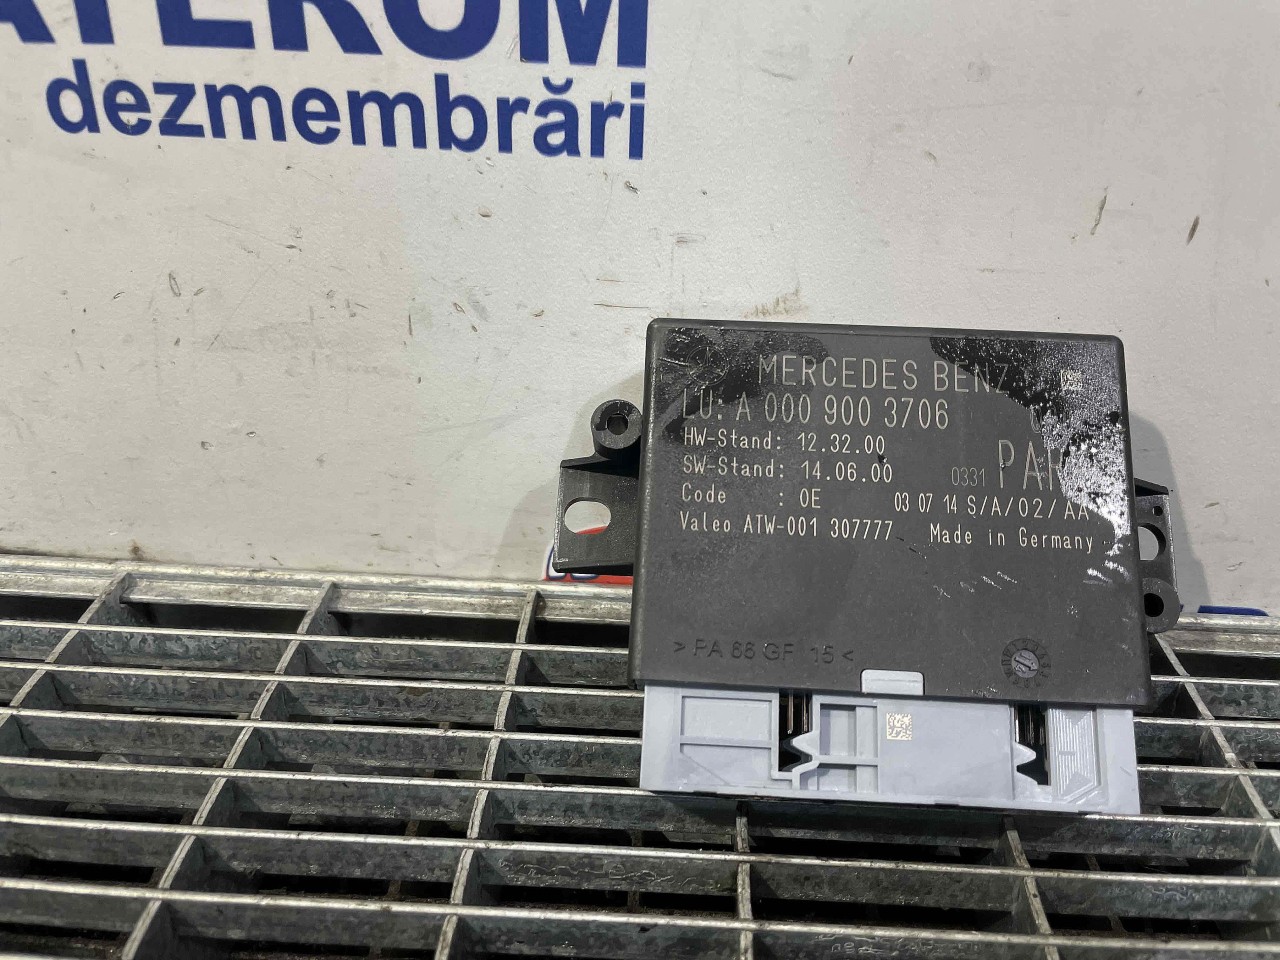 ATEROM
dezmembrări
MERCEDES BENZ
LU: A 000 900 3706
HW-Stand: 12.32.00
SW-Stand: 14.06.00
0331
Code : 0E 03 07 14 S/A/02/AA
Valeo ATW-001 307777 Made in Germany
>PA 66 GF 15<